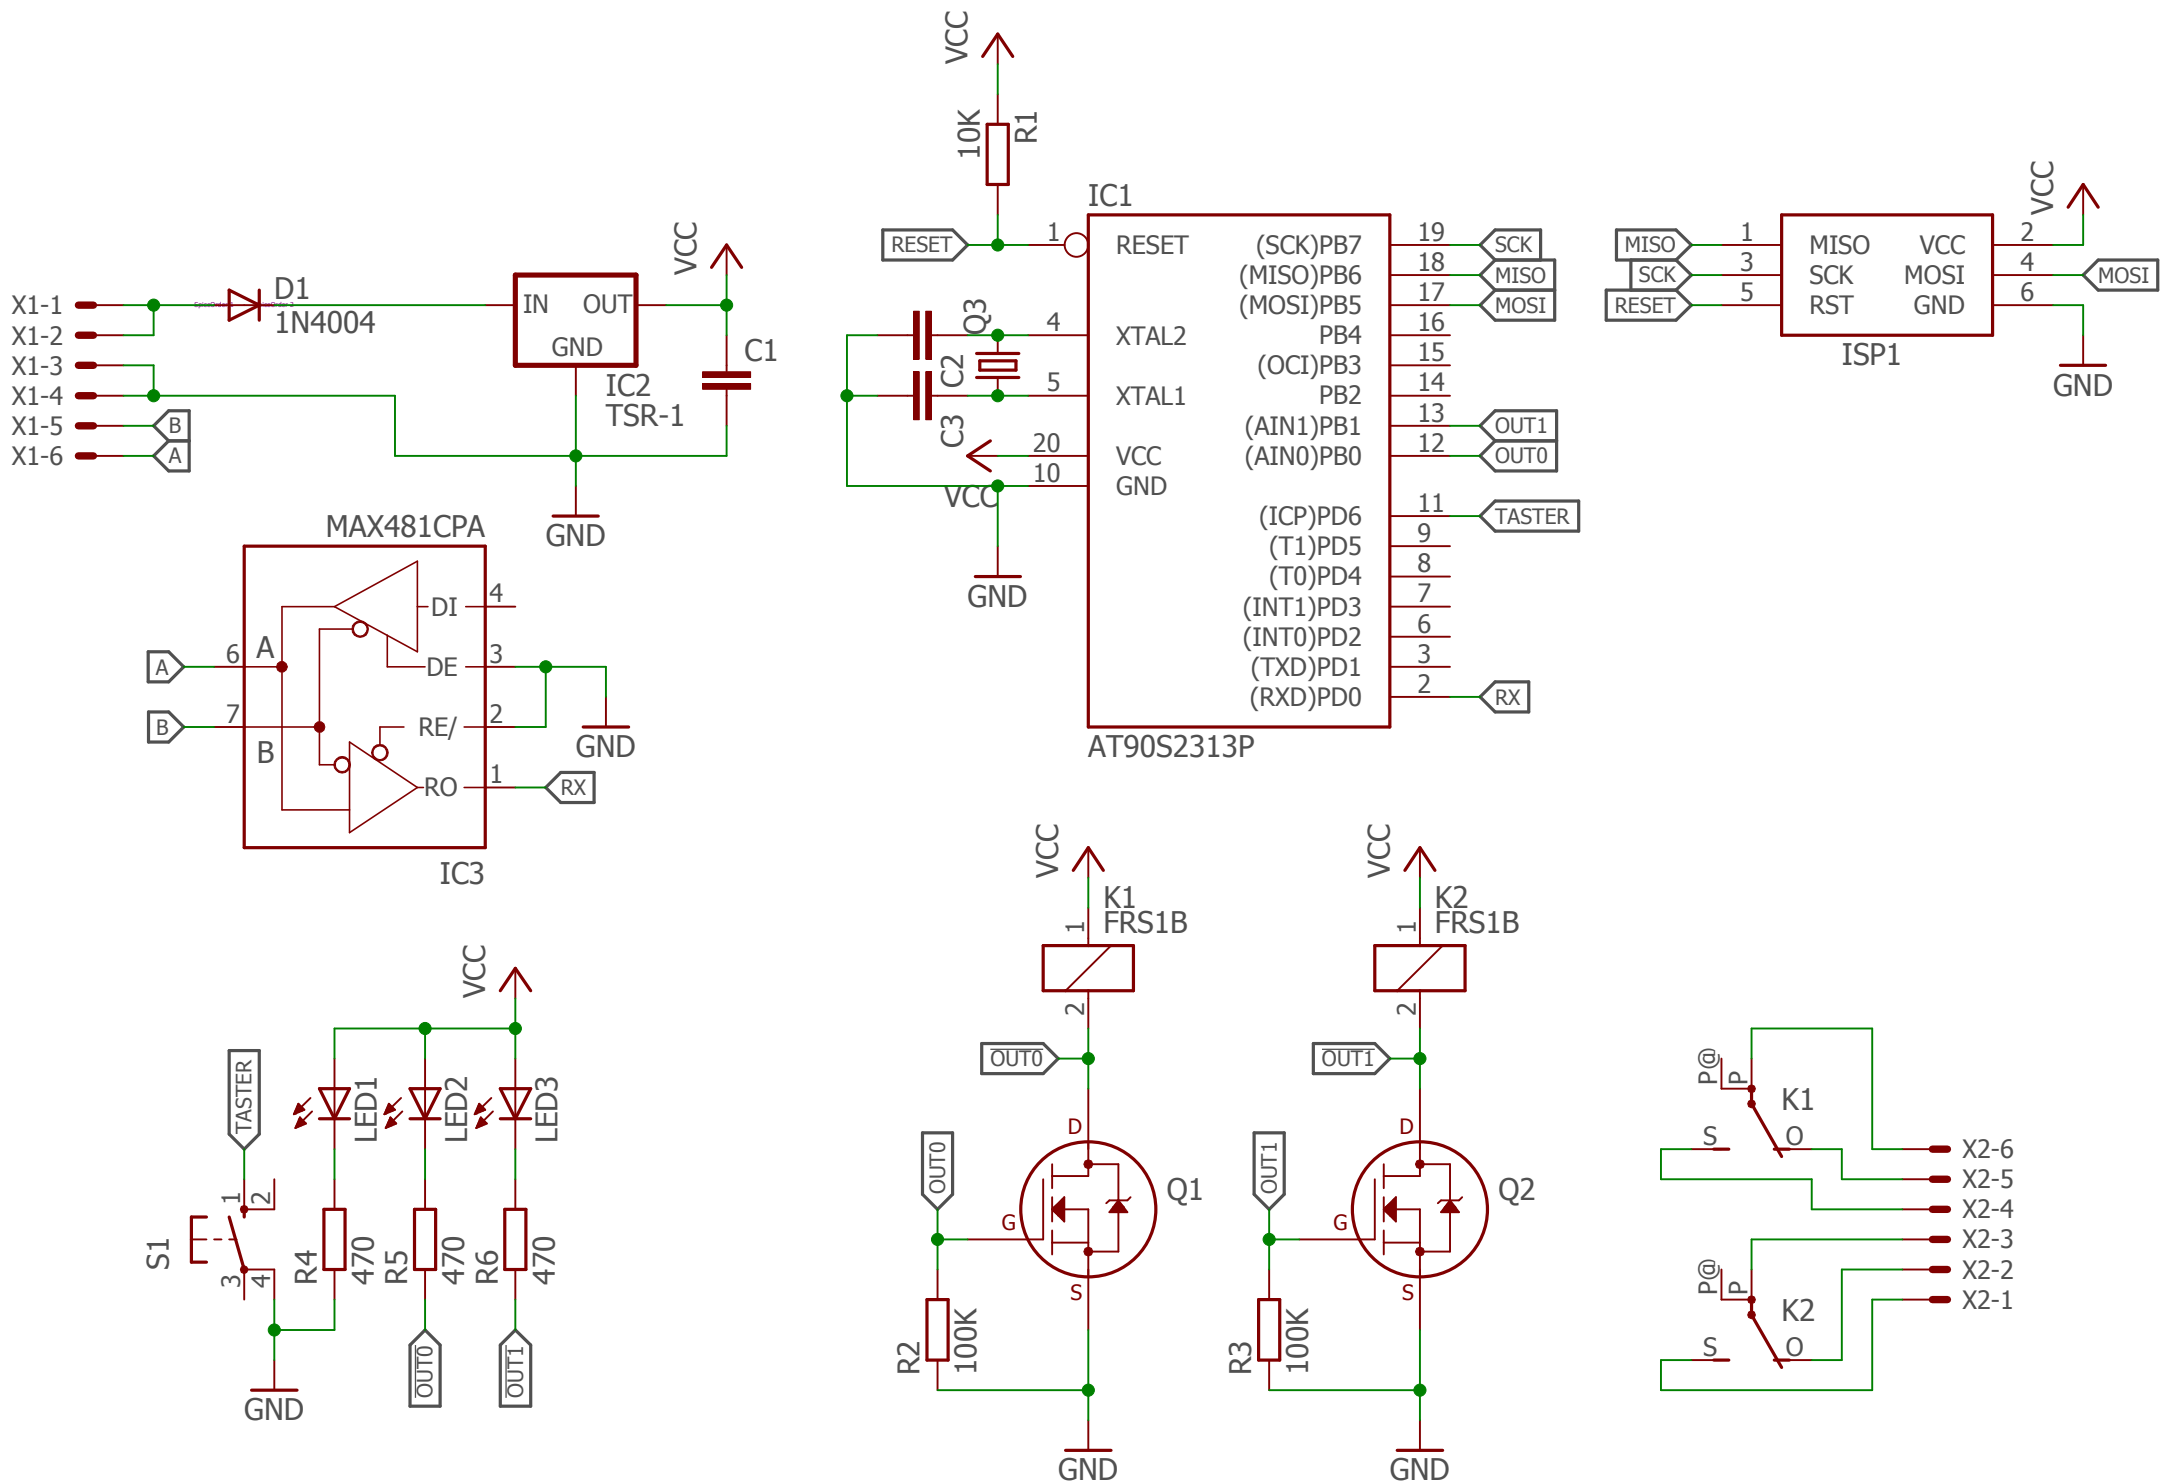 VCC
10K
R1
IC1
RESET
1
RESET
(SCK)PB7
19
SCK
(MISO)PB6
18
MISO
(MOSI)PB5
17
MOSI
Q3
4
XTAL2
PB4
16
(OCI)PB3
15
C2
5
XTAL1
PB2
14
C3
(AIN1)PB1
13
OUT1
20
VCC
(AIN0)PB0
12
OUT0
VCC
10
GND
(ICP)PD6
11
TASTER
(T1)PD5
9
(T0)PD4
8
GND
(INT1)PD3
7
(INT0)PD2
6
(TXD)PD1
3
(RXD)PD0
2
RX
AT90S2313P
VCC
MISO
1
MISO
VCC
2
SCK
3
SCK
MOSI
4
MOSI
RESET
5
RST
GND
6
ISP1
GND
X1-1
X1-2
X1-3
X1-4
X1-5
B
X1-6
A
D1
1N4004
IN
OUT
GND
IC2
TSR-1
VCC
C1
GND
MAX481CPA
DI
4
A
6
A
DE
3
B
7
B
RE/
2
GND
RO
1
RX
IC3
VCC
TASTER
LED1
LED2
LED3
1
2
S1
3
4
R4
470
R5
470
R6
470
GND
OUT0
OUT1
VCC
K1
FRS1B
1
2
OUT0
D
OUT0
G
Q1
S
R2
100K
GND
VCC
K2
FRS1B
1
2
OUT1
D
OUT1
G
Q2
S
R3
100K
GND
P@
P
K1
S
O
X2-6
X2-5
X2-4
X2-3
X2-2
X2-1
P@
P
K2
S
O